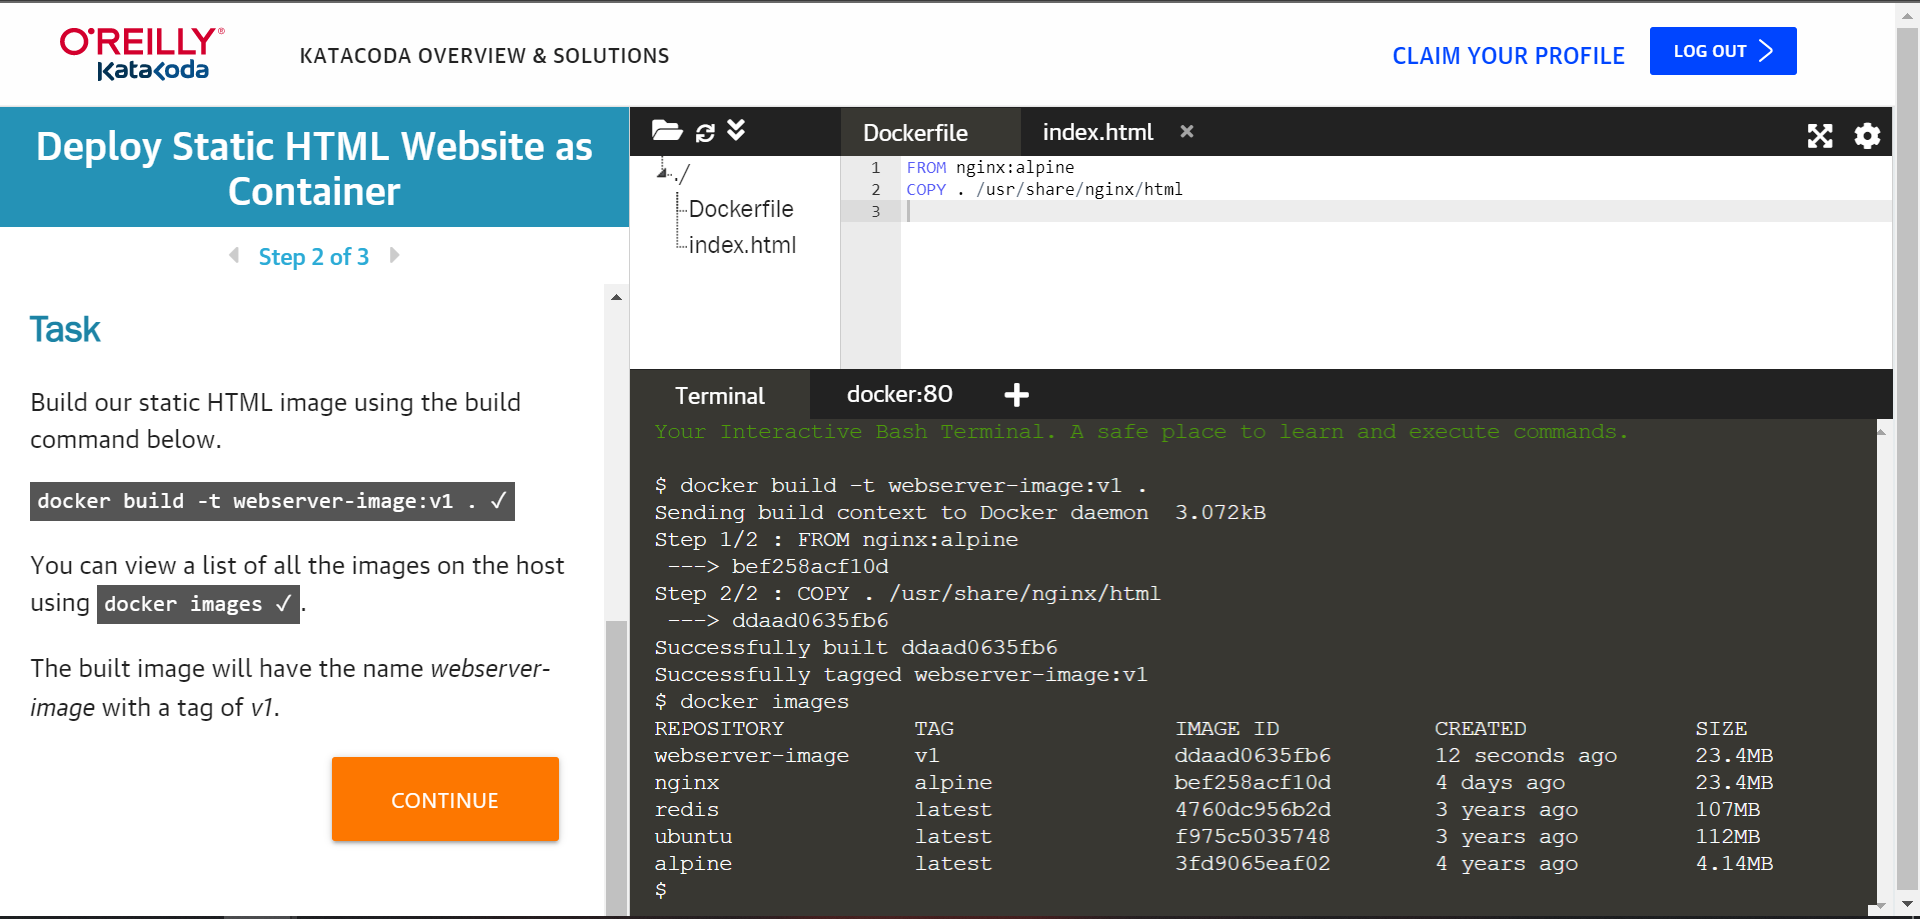 O'REILLY®
KataKoda
KATACODA OVERVIEW & SOLUTIONS
CLAIM YOUR PROFILE
LOG OUT
Deploy Static HTML Website as
Container
Step 2 of 3
Task
Build our static HTML image using the build
command below.
docker build -t webserver-image:v1 . ✓
You can view a list of all the images on the host
using docker images ✓ .
The built image will have the name webserver-
image with a tag of v1.
CONTINUE
Dockerfile index.html ×
./
Dockerfile
index.html
1 FROM nginx:alpine
2 COPY . /usr/share/nginx/html
3
Terminal docker:80 +
Your Interactive Bash Terminal. A safe place to learn and execute commands.
$ docker build -t webserver-image:v1 .
Sending build context to Docker daemon  3.072kB
Step 1/2 : FROM nginx:alpine
 ---> bef258acf10d
Step 2/2 : COPY . /usr/share/nginx/html
 ---> ddaad0635fb6
Successfully built ddaad0635fb6
Successfully tagged webserver-image:v1
$ docker images
REPOSITORY TAG IMAGE ID CREATED SIZE
webserver-image v1 ddaad0635fb6 12 seconds ago 23.4MB
nginx alpine bef258acf10d 4 days ago 23.4MB
redis latest 4760dc956b2d 3 years ago 107MB
ubuntu latest f975c5035748 3 years ago 112MB
alpine latest 3fd9065eaf02 4 years ago 4.14MB
$